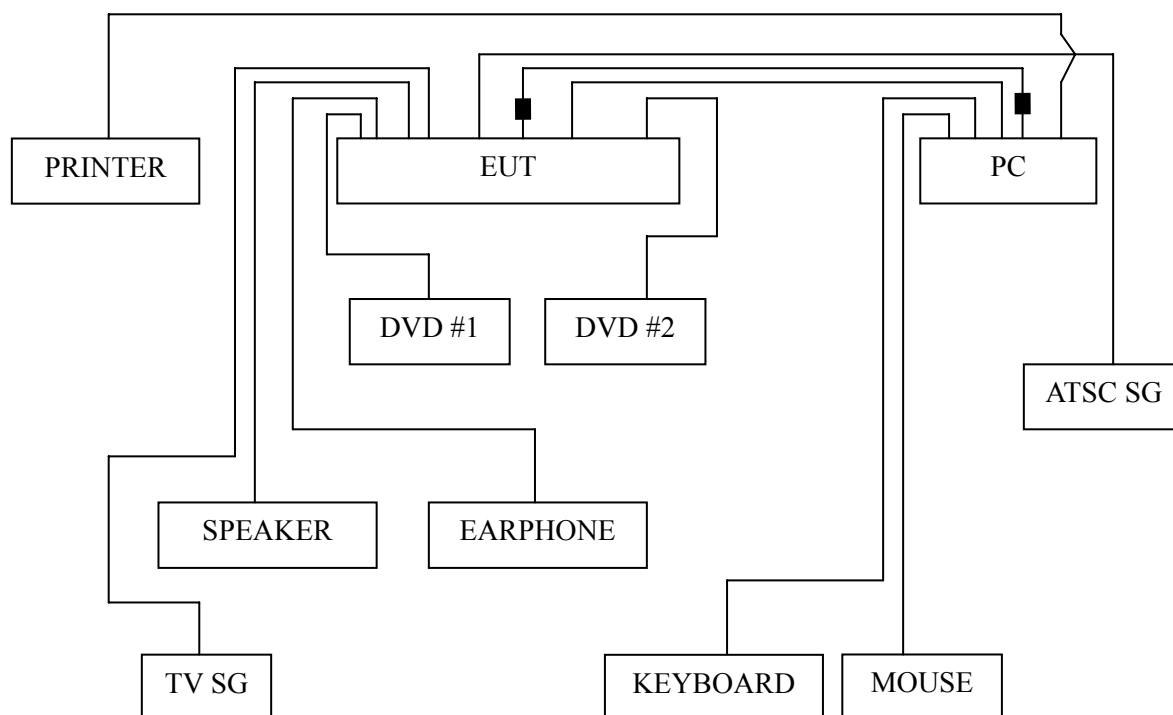 PRINTER
EUT
PC
DVD #1
DVD #2
ATSC SG
SPEAKER
EARPHONE
TV SG
KEYBOARD
MOUSE